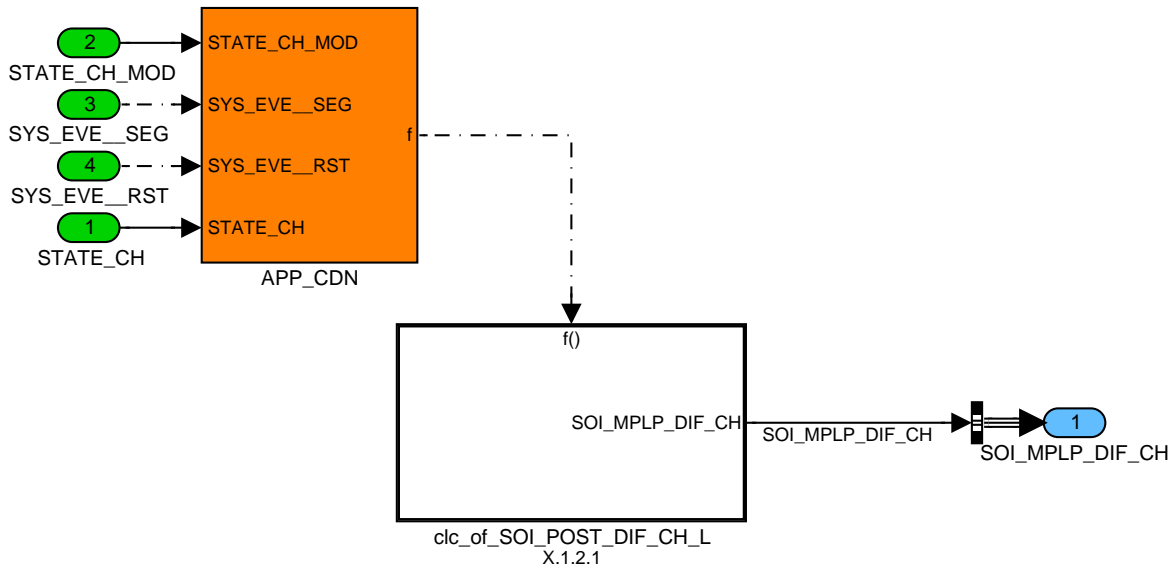 2
STATE_CH_MOD
3
SYS_EVE__SEG
4
SYS_EVE__RST
1
STATE_CH
STATE_CH_MOD
SYS_EVE__SEG
f
SYS_EVE__RST
STATE_CH
APP_CDN
f()
SOI_MPLP_DIF_CH
SOI_MPLP_DIF_CH
1
SOI_MPLP_DIF_CH
clc_of_SOI_POST_DIF_CH_L
X.1.2.1